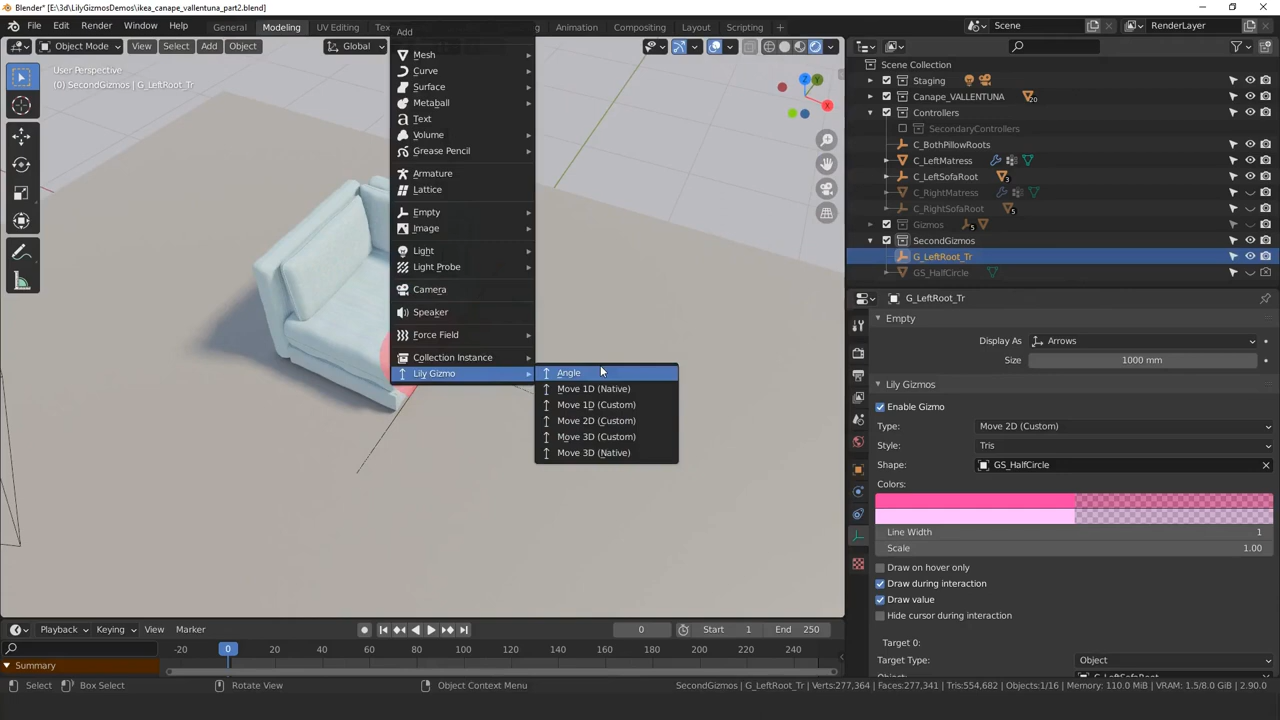 Blender* [E:\3d\LilyGizmosDemos\ikea_canape_vallentuna_part2.blend]
File Edit Render Window Help General Modeling UV Editing Animation Compositing Scripting Scene RenderLayer
Object Mode View Select Add Object Global
User Perspective
(0) SecondGizmos | G_LeftRoot_Tr
Z
Y
X
Add
Mesh
Curve
Surface
Metaball
Text
Volume
Grease Pencil
Armature
Lattice
Empty
Image
Light
Light Probe
Camera
Speaker
Force Field
Collection Instance
Lily Gizmo
Angle
Move 1D (Native)
Move 1D (Custom)
Move 2D (Custom)
Move 3D (Custom)
Move 3D (Native)
Scene Collection
Staging
Canape_VALLENTUNA 20
Controllers
SecondaryControllers
C_BothPillowRoots
C_LeftMatress
C_LeftSofaRoot 3
C_RightMatress
C_RightSofaRoot 5
Gizmos 5
SecondGizmos
G_LeftRoot_Tr
GS_HalfCircle
G_LeftRoot_Tr
Empty
Display As Arrows
Size 1000 mm
Lily Gizmos
Enable Gizmo
Type: Move 2D (Custom)
Style: Tris
Shape: GS_HalfCircle
Colors:
Line Width 1
Scale 1.00
Draw on hover only
Draw during interaction
Draw value
Hide cursor during interaction
Target 0:
Target Type: Object
Playback Keying View Marker 0 Start 1 End 250
-20 0 20 40 60 80 100 120 140 160 180 200 220 240
Summary
Select Box Select Rotate View Object Context Menu SecondGizmos | G_LeftRoot_Tr | Verts:277,364 | Faces:277,341 | Tris:554,682 | Objects:1/16 | Memory: 110.0 MiB | VRAM: 1.5/8.0 GiB | 2.90.0